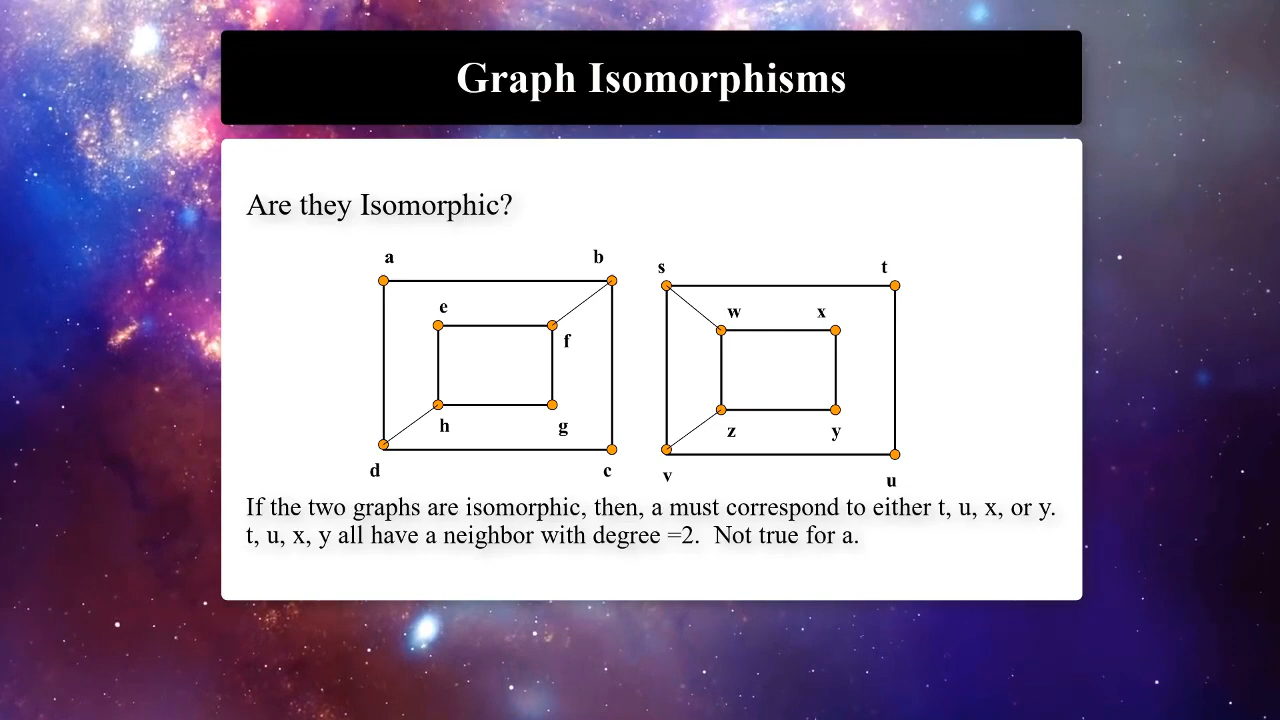 Graph Isomorphisms
Are they Isomorphic?
a b
s t
e
w x
f
h g
z y
d c
v u
If the two graphs are isomorphic, then, a must correspond to either t, u, x, or y.
t, u, x, y all have a neighbor with degree =2.  Not true for a.